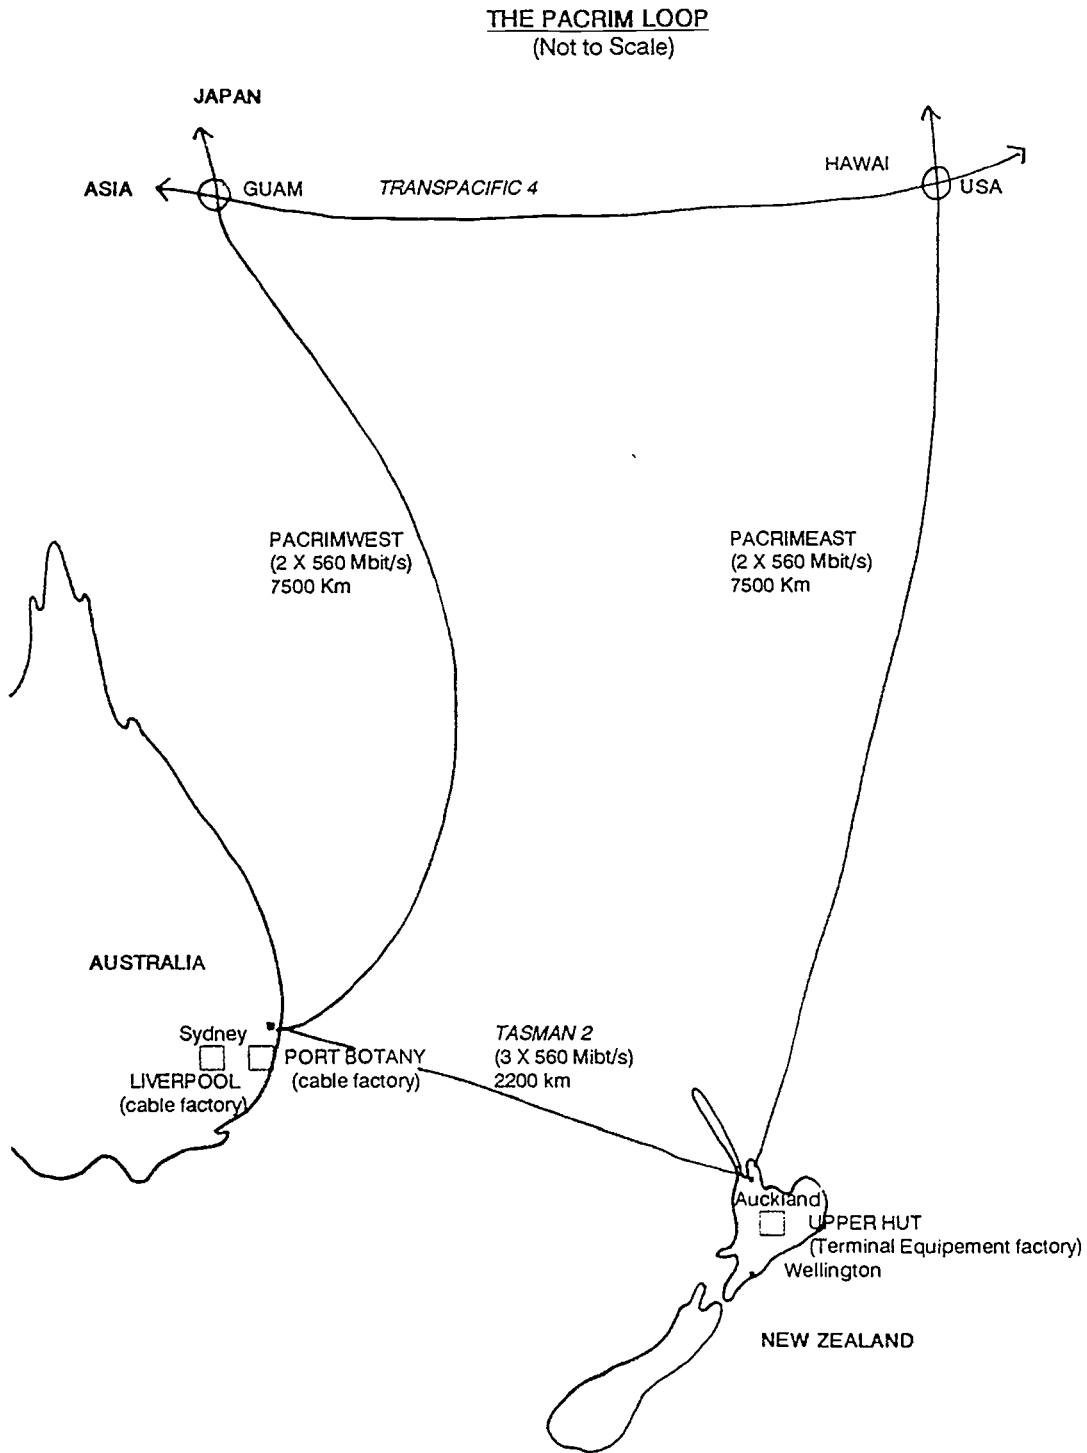 THE PACRIM LOOP
(Not to Scale)
JAPAN
HAWAI
ASIA
GUAM
TRANSPACIFIC 4
USA
PACRIMWEST
(2 X 560 Mbit/s)
7500 Km
PACRIMEAST
(2 X 560 Mbit/s)
7500 Km
AUSTRALIA
Sydney
PORT BOTANY
(cable factory)
LIVERPOOL
(cable factory)
TASMAN 2
(3 X 560 Mibt/s)
2200 km
Auckland
UPPER HUT
(Terminal Equipement factory)
Wellington
NEW ZEALAND